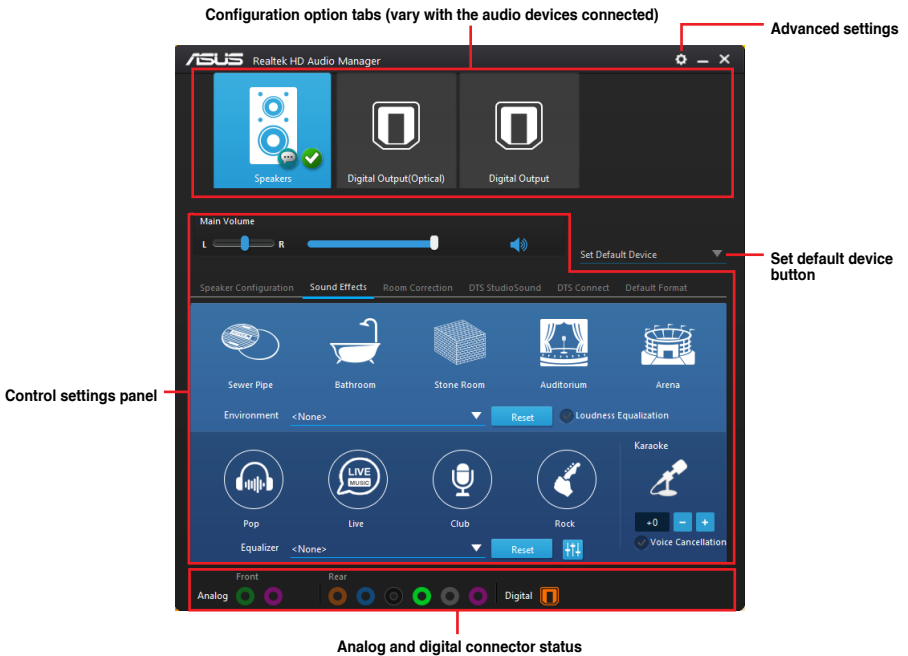 Configuration option tabs (vary with the audio devices connected)
Advanced settings
ASUS Realtek HD Audio Manager
Speakers Digital Output(Optical) Digital Output
Main Volume
L R
Set Default Device
Set default device
button
Speaker Configuration Sound Effects Room Correction DTS StudioSound DTS Connect Default Format
Sewer Pipe Bathroom Stone Room Auditorium Arena
Control settings panel
Environment <None> Reset Loudness Equalization
Karaoke
LIVE
MUSIC
Pop Live Club Rock
+0 − +
Equalizer <None> Reset Voice Cancellation
Front Rear
Analog Digital
Analog and digital connector status